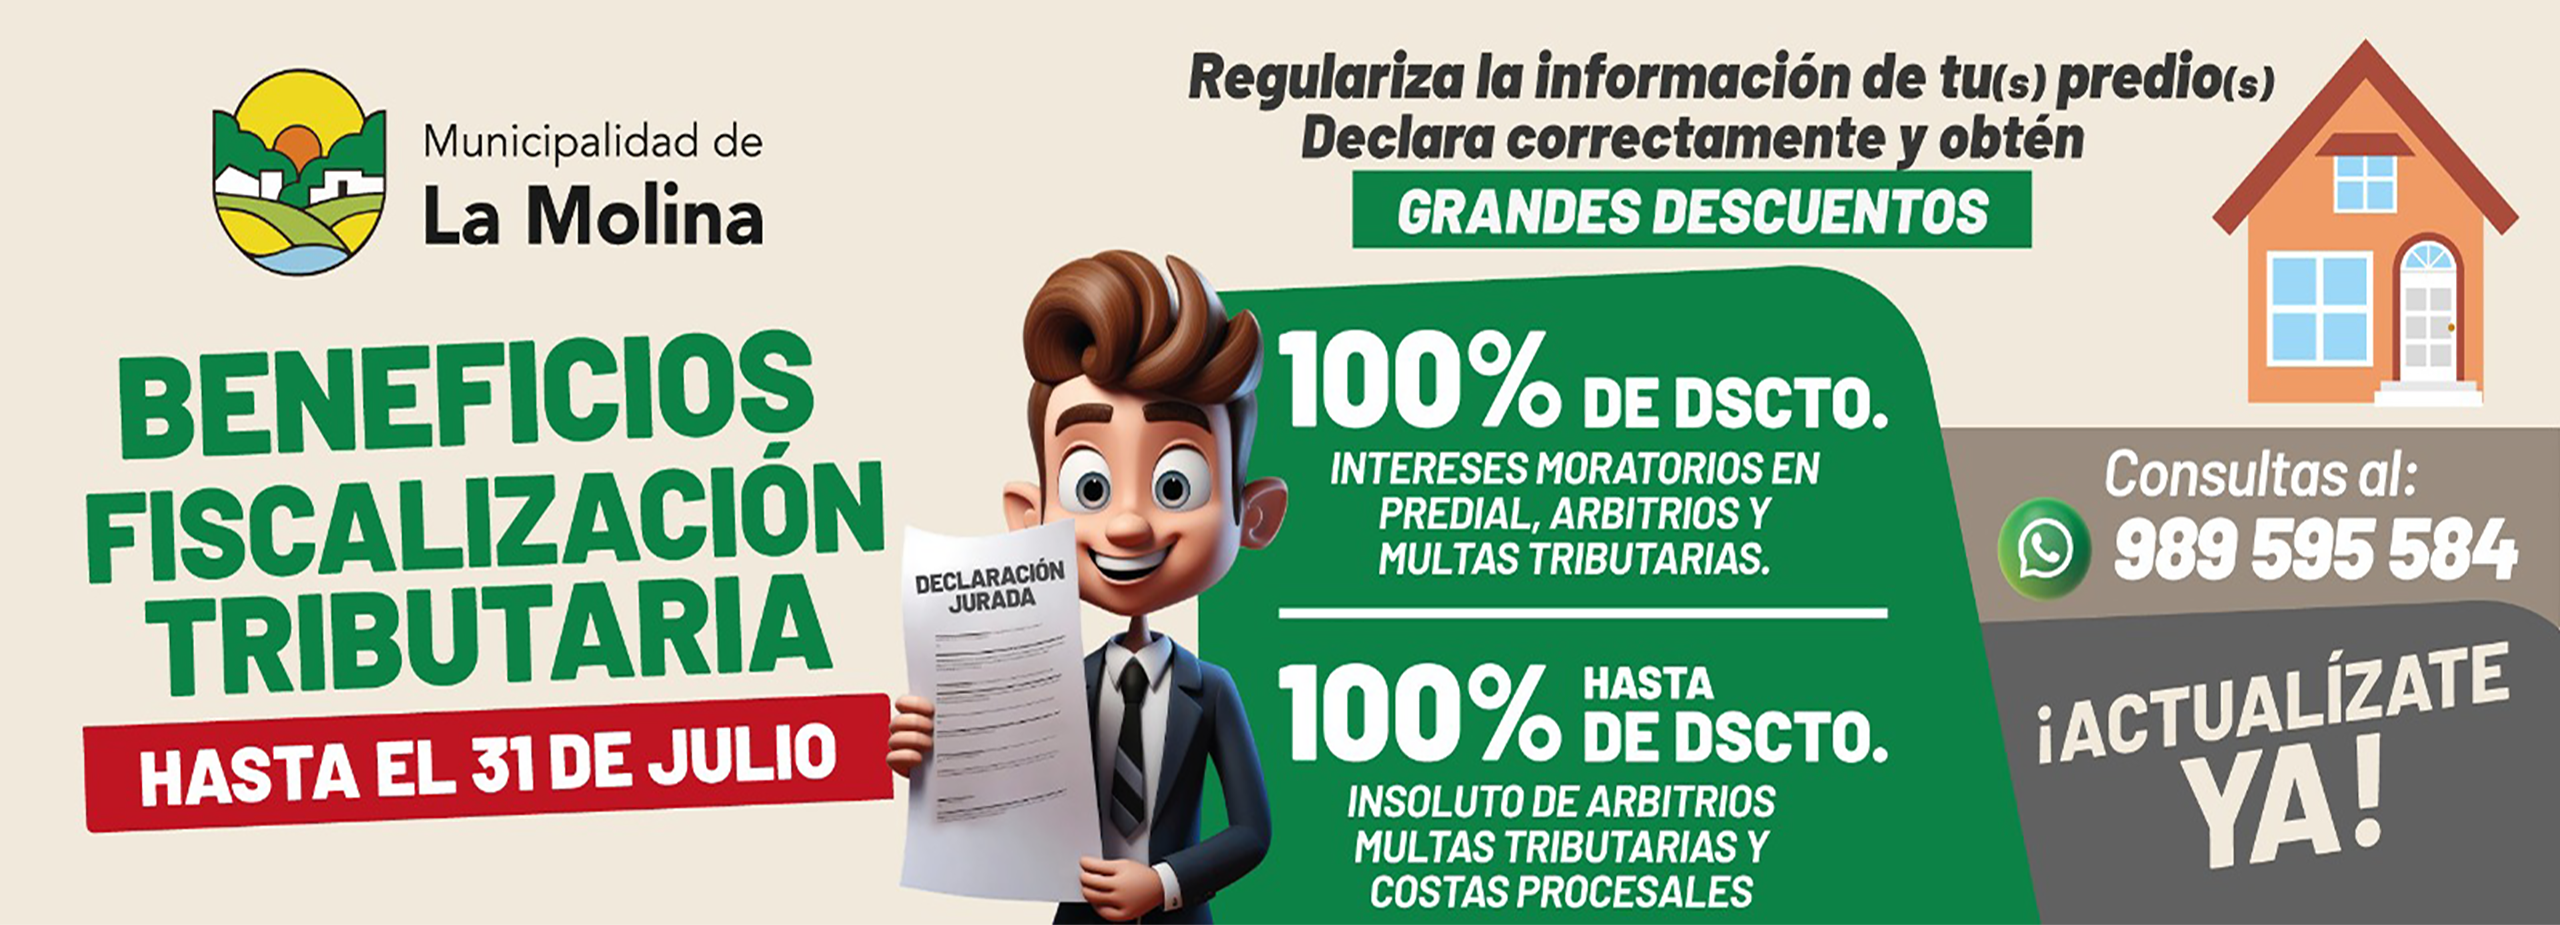 Municipalidad de
La Molina
BENEFICIOS
FISCALIZACIÓN
TRIBUTARIA
HASTA EL 31 DE JULIO
DECLARACIÓN
JURADA
Regulariza la información de tu(s) predio(s)
Declara correctamente y obtén
GRANDES DESCUENTOS
100% DE DSCTO.
INTERESES MORATORIOS EN
PREDIAL, ARBITRIOS Y
MULTAS TRIBUTARIAS.
100% HASTA
DE DSCTO.
INSOLUTO DE ARBITRIOS
MULTAS TRIBUTARIAS Y
COSTAS PROCESALES
Consultas al:
989 595 584
¡ACTUALÍZATE
YA!